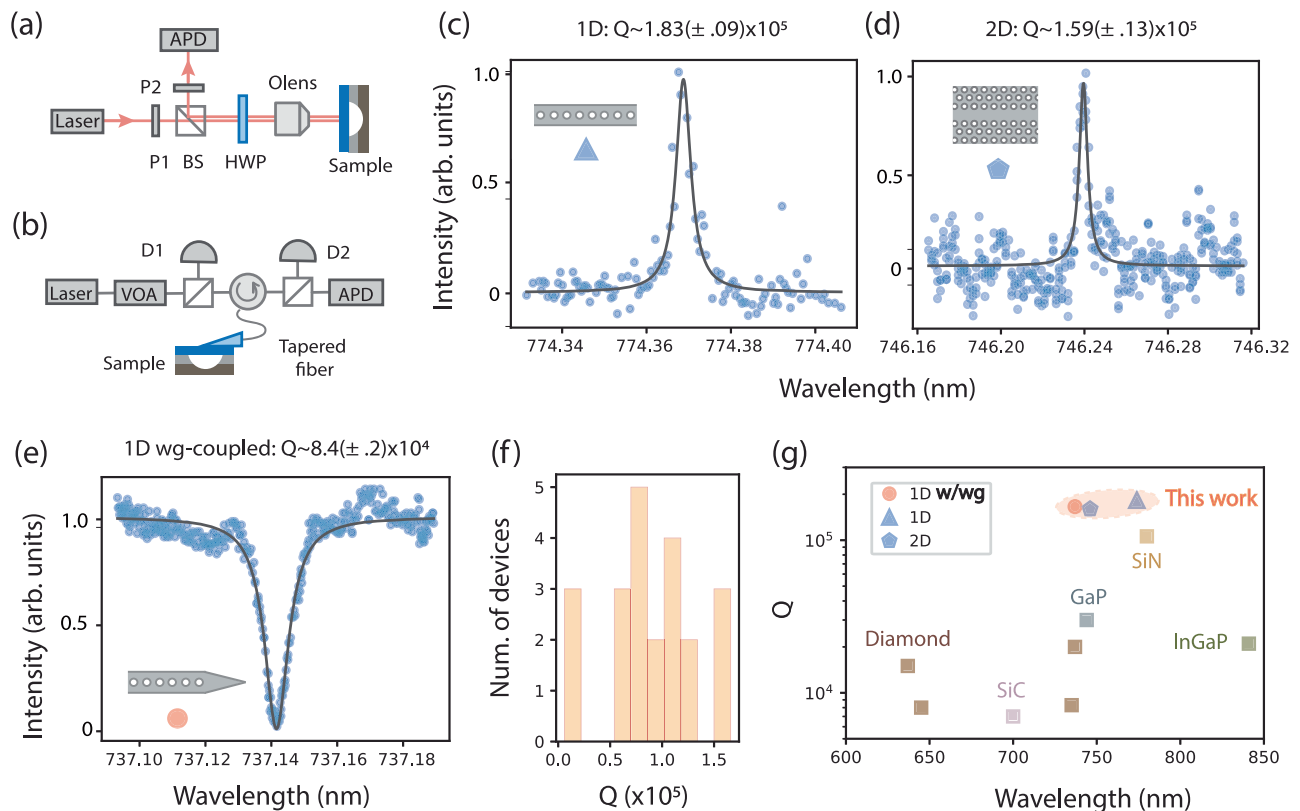 (a)
APD
P2
Olens
Laser
P1
BS
HWP
Sample
(b)
D1
D2
Laser
VOA
APD
Sample
Tapered
fiber
(c)
1D: Q~1.83(± .09)x10⁵
Intensity (arb. units)
1.0
0.5
0
774.34
774.36
774.38
774.40
(d)
2D: Q~1.59(± .13)x10⁵
1.0
0.5
0
746.16
746.20
746.24
746.28
746.32
Wavelength (nm)
(e)
1D wg-coupled: Q~8.4(± .2)x10⁴
Intensity (arb. units)
1.0
0.5
0
737.10
737.12
737.14
737.16
737.18
Wavelength (nm)
(f)
Num. of devices
5
4
3
2
1
0
0.0
0.5
1.0
1.5
Q (x10⁵)
(g)
1D w/wg
1D
2D
This work
SiN
GaP
Diamond
InGaP
SiC
Q
10⁵
10⁴
600
650
700
750
800
850
Wavelength (nm)